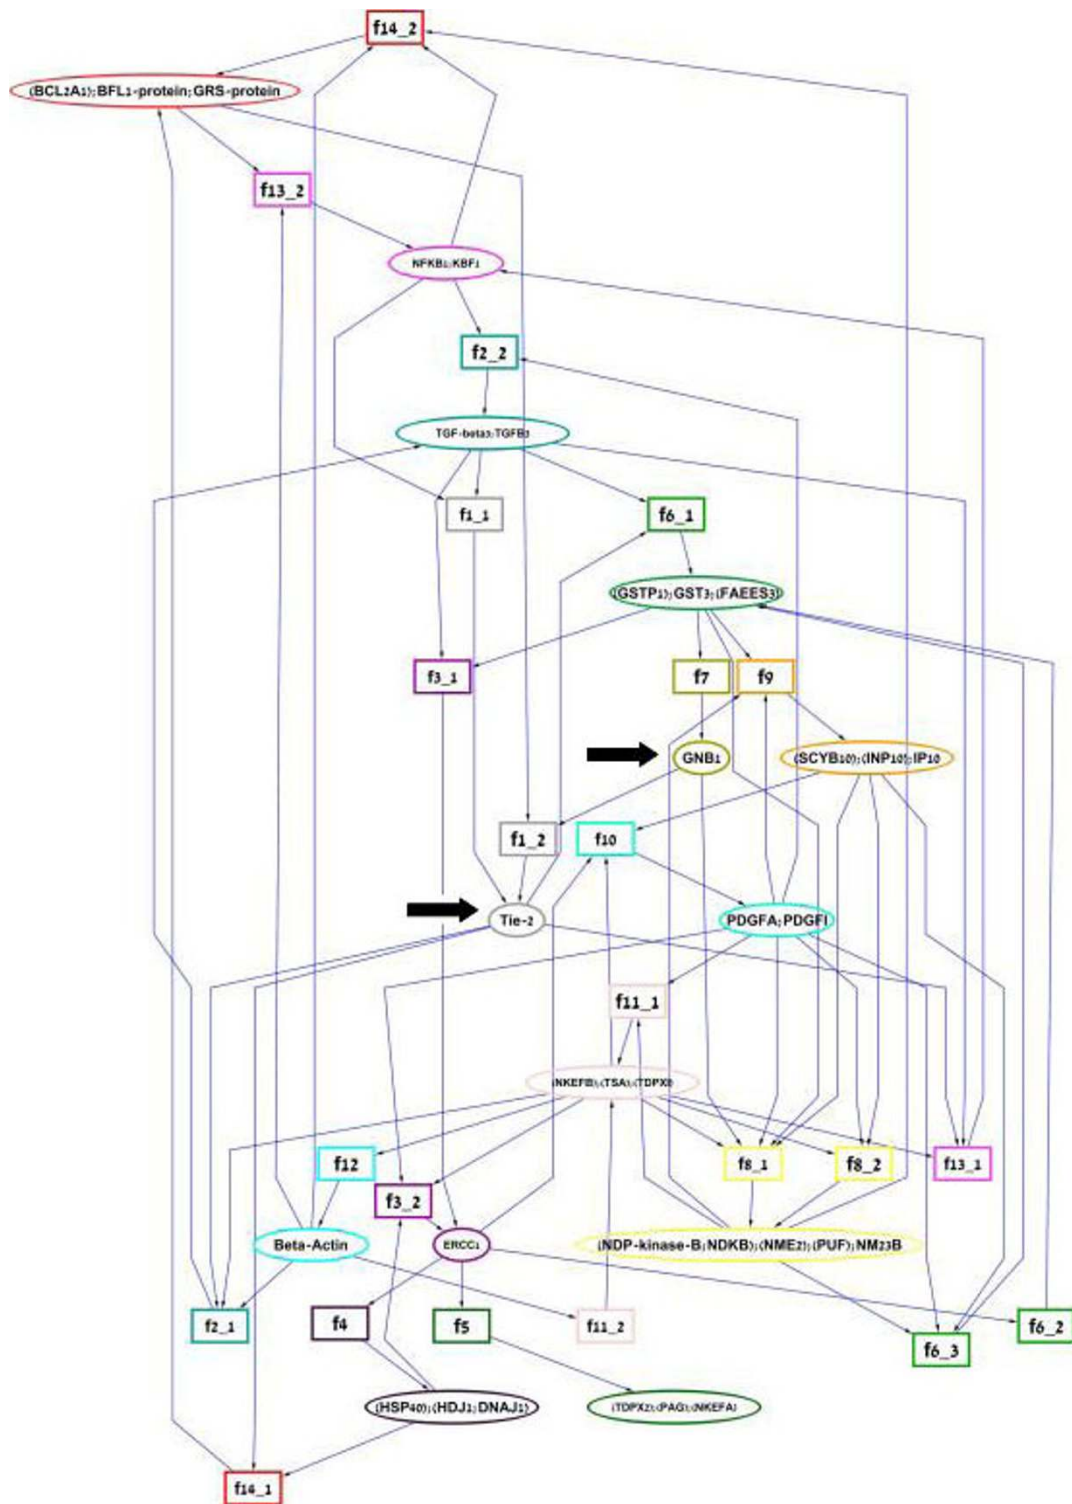 f14_2
(BCL2A1);BFL1-protein;GRS-protein
f13_2
NFKB1;KBF1
f2_2
TGF-beta3;TGFB3
f1_1
f6_1
(GSTP1);GST3;(FAEES3)
f3_1
f7
f9
GNB1
(SCYB10);(INP10);IP10
f1_2
f10
Tie-2
PDGFA;PDGFI
f11_1
(NKEFB);(TSA);(TDPX1)
f12
f8_1
f8_2
f13_1
f3_2
Beta-Actin
ERCC1
(NDP-kinase-B;NDKB);(NME2);(PUF);NM23B
f2_1
f4
f5
f11_2
f6_2
f6_3
(HSP40);(HDJ1;DNAJ1)
(TDPX2);(PAG);(NKEFA)
f14_1